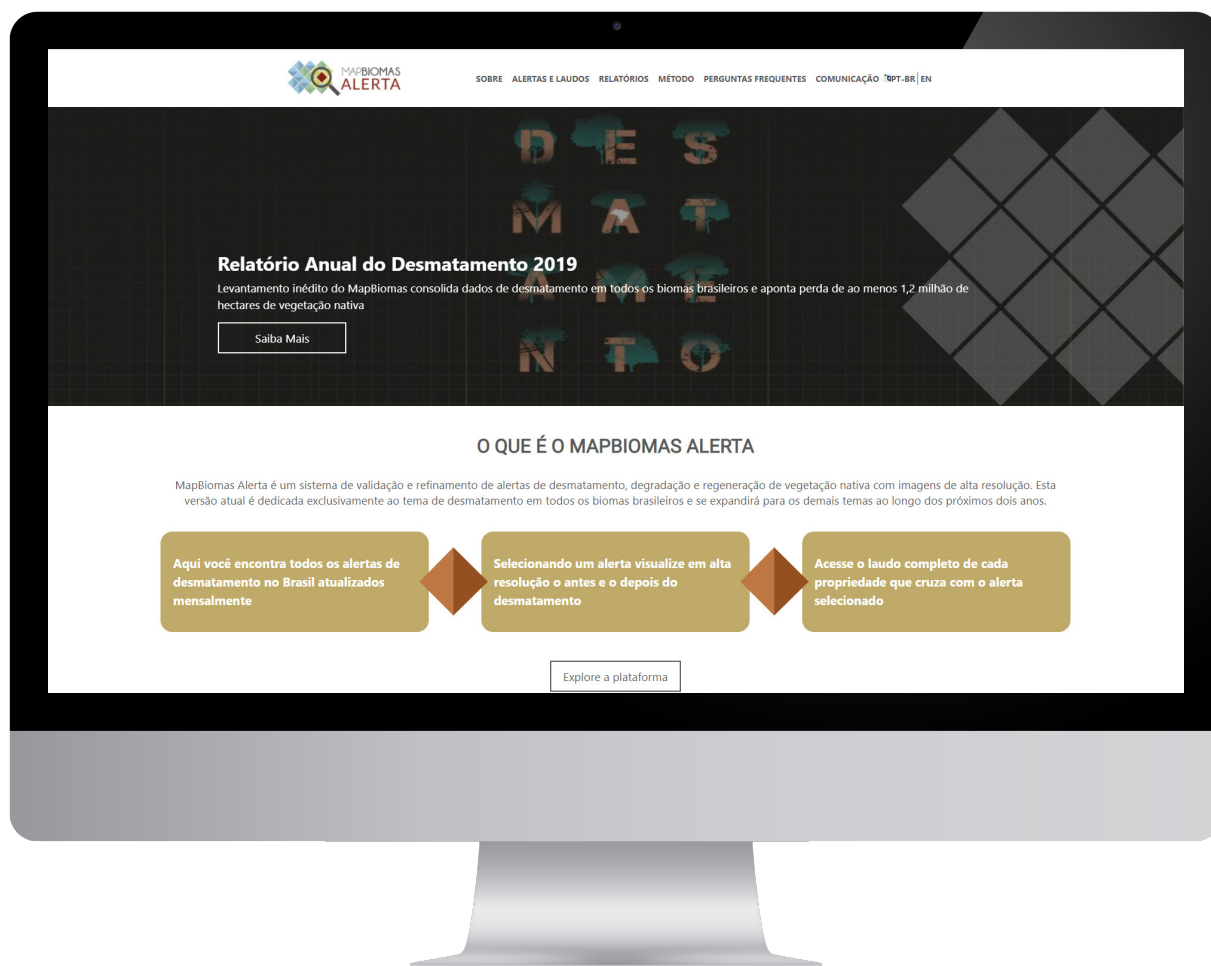 MAPBIOMAS
ALERTA
SOBRE ALERTAS E LAUDOS RELATÓRIOS MÉTODO PERGUNTAS FREQUENTES COMUNICAÇÃO PT-BR | EN
DES
MAT
AME
NTO
Relatório Anual do Desmatamento 2019
Levantamento inédito do MapBiomas consolida dados de desmatamento em todos os biomas brasileiros e aponta perda de ao menos 1,2 milhão de
hectares de vegetação nativa
Saiba Mais
O QUE É O MAPBIOMAS ALERTA
MapBiomas Alerta é um sistema de validação e refinamento de alertas de desmatamento, degradação e regeneração de vegetação nativa com imagens de alta resolução. Esta
versão atual é dedicada exclusivamente ao tema de desmatamento em todos os biomas brasileiros e se expandirá para os demais temas ao longo dos próximos dois anos.
Aqui você encontra todos os alertas de
desmatamento no Brasil atualizados
mensalmente
Selecionando um alerta visualize em alta
resolução o antes e o depois do
desmatamento
Acesse o laudo completo de cada
propriedade que cruza com o alerta
selecionado
Explore a plataforma